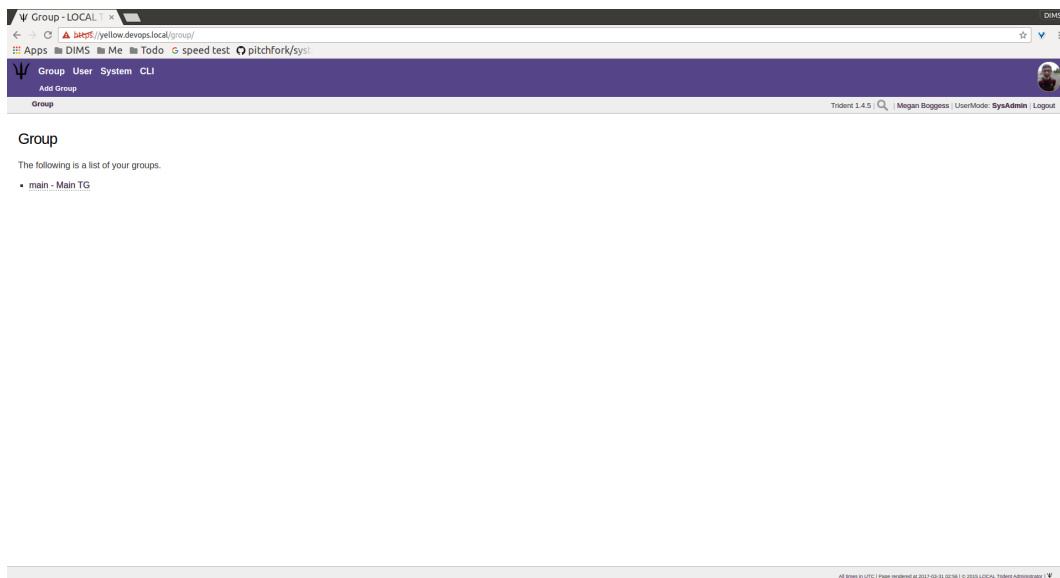 Ψ Group - LOCAL T ×
DIMS
https://yellow.devops.local/group/
Apps DIMS Me Todo G speed test pitchfork/syst
Group User System CLI
Add Group
Group
Trident 1.4.5 | | Megan Boggess | UserMode: SysAdmin | Logout
Group
The following is a list of your groups.
▪ main - Main TG
All times in UTC | Page rendered at 2017-03-31 02:56 | © 2015 LOCAL Trident Administrator | Ψ